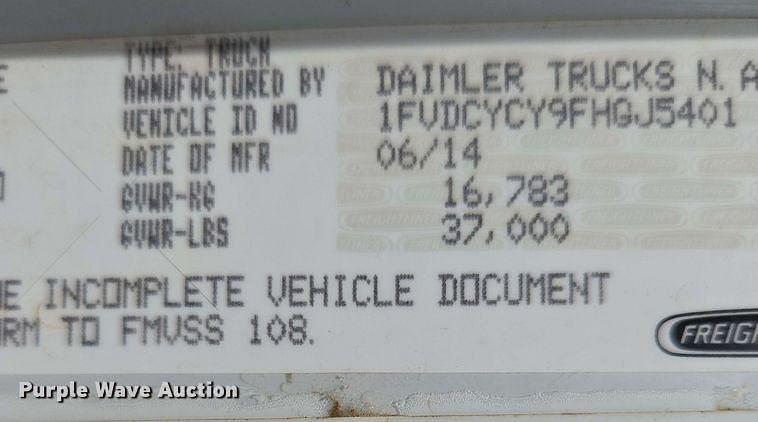 TYPE: TRUCK
MANUFACTURED BY DAIMLER TRUCKS N. A
VEHICLE ID NO 1FVDCYCY9FHGJ5401
DATE OF MFR 06/14
GVWR-KG 16,783
GVWR-LBS 37,000
E INCOMPLETE VEHICLE DOCUMENT
RM TO FMVSS 108.
FREIGH
Purple Wave Auction